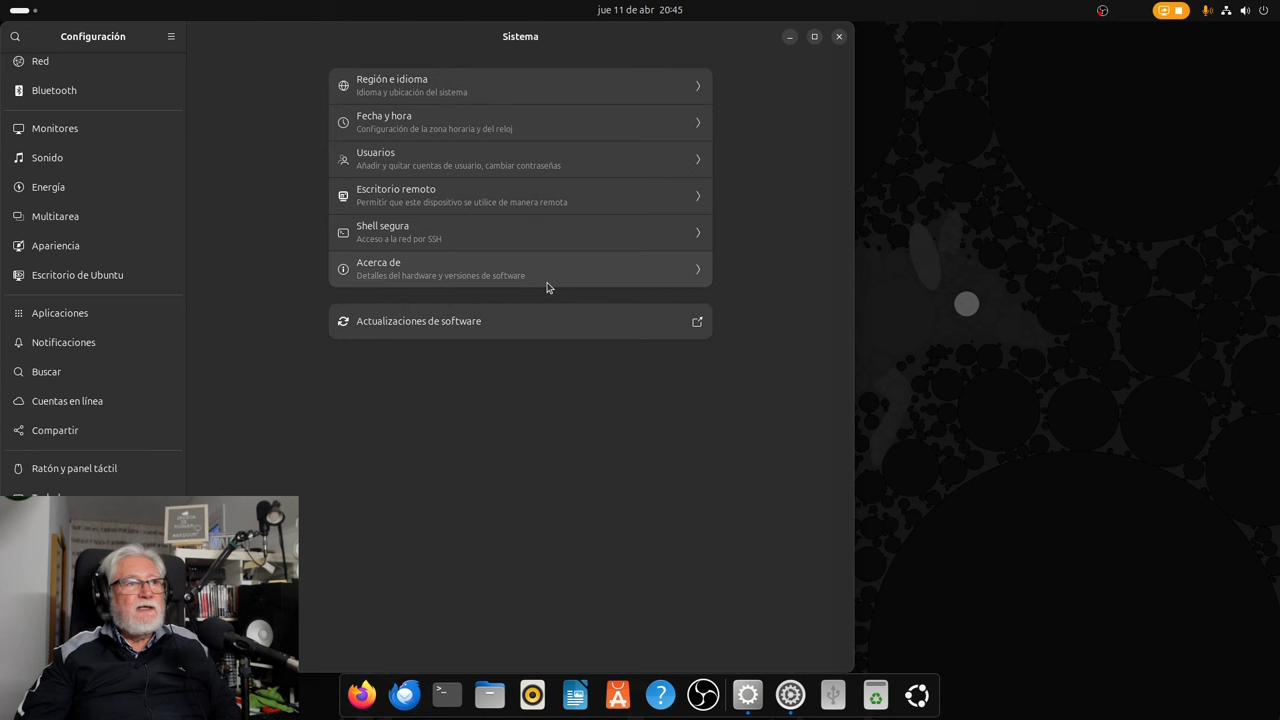 jue 11 de abr 20:45
Configuración
Sistema
Red
Bluetooth
Monitores
Sonido
Energía
Multitarea
Apariencia
Escritorio de Ubuntu
Aplicaciones
Notificaciones
Buscar
Cuentas en línea
Compartir
Ratón y panel táctil
Región e idioma
Idioma y ubicación del sistema
Fecha y hora
Configuración de la zona horaria y del reloj
Usuarios
Añadir y quitar cuentas de usuario, cambiar contraseñas
Escritorio remoto
Permitir que este dispositivo se utilice de manera remota
Shell segura
Acceso a la red por SSH
Acerca de
Detalles del hardware y versiones de software
Actualizaciones de software